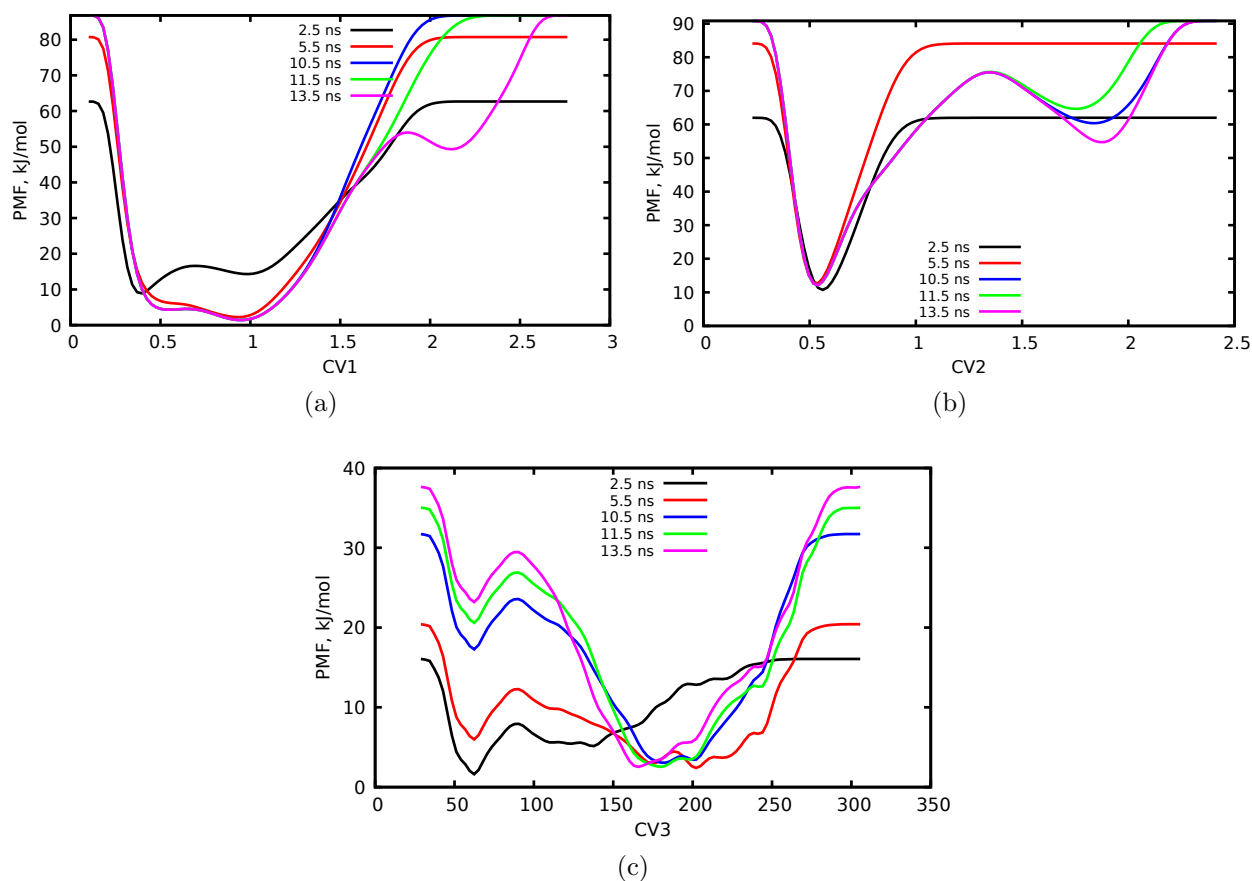 80
70
60
50
40
30
20
10
0
PMF, kJ/mol
2.5 ns
5.5 ns
10.5 ns
11.5 ns
13.5 ns
0 0.5 1 1.5 2 2.5 3
CV1
(a)
90
80
70
60
50
40
30
20
10
0
PMF, kJ/mol
2.5 ns
5.5 ns
10.5 ns
11.5 ns
13.5 ns
0 0.5 1 1.5 2 2.5
CV2
(b)
40
30
20
10
0
PMF, kJ/mol
2.5 ns
5.5 ns
10.5 ns
11.5 ns
13.5 ns
0 50 100 150 200 250 300 350
CV3
(c)